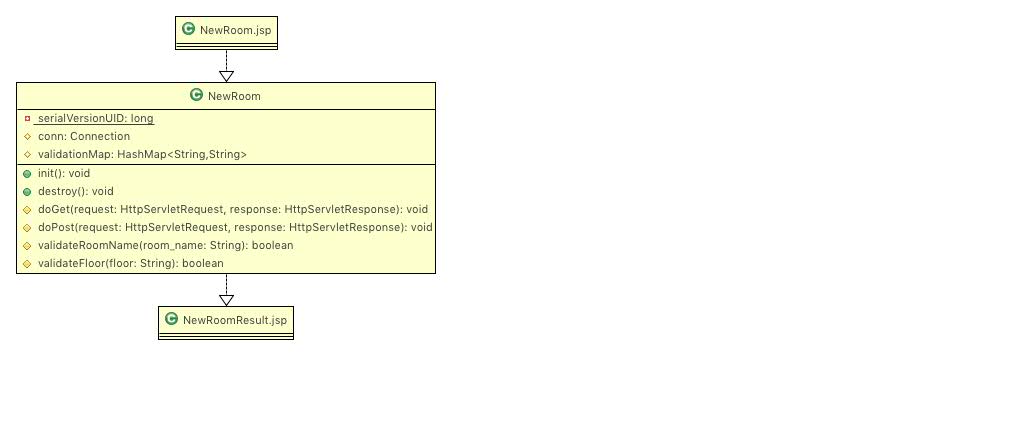 C NewRoom.jsp
C NewRoom
serialVersionUID: long
conn: Connection
validationMap: HashMap<String,String>
init(): void
destroy(): void
doGet(request: HttpServletRequest, response: HttpServletResponse): void
doPost(request: HttpServletRequest, response: HttpServletResponse): void
validateRoomName(room_name: String): boolean
validateFloor(floor: String): boolean
C NewRoomResult.jsp